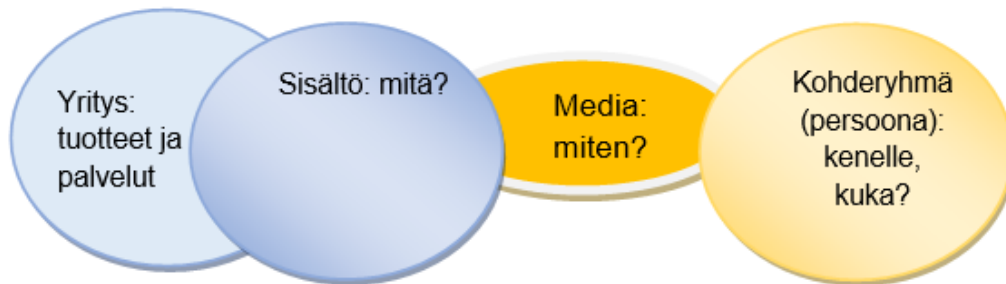 Yritys:
tuotteet ja
palvelut
Sisältö: mitä?
Media:
miten?
Kohderyhmä
(persoona):
kenelle,
kuka?